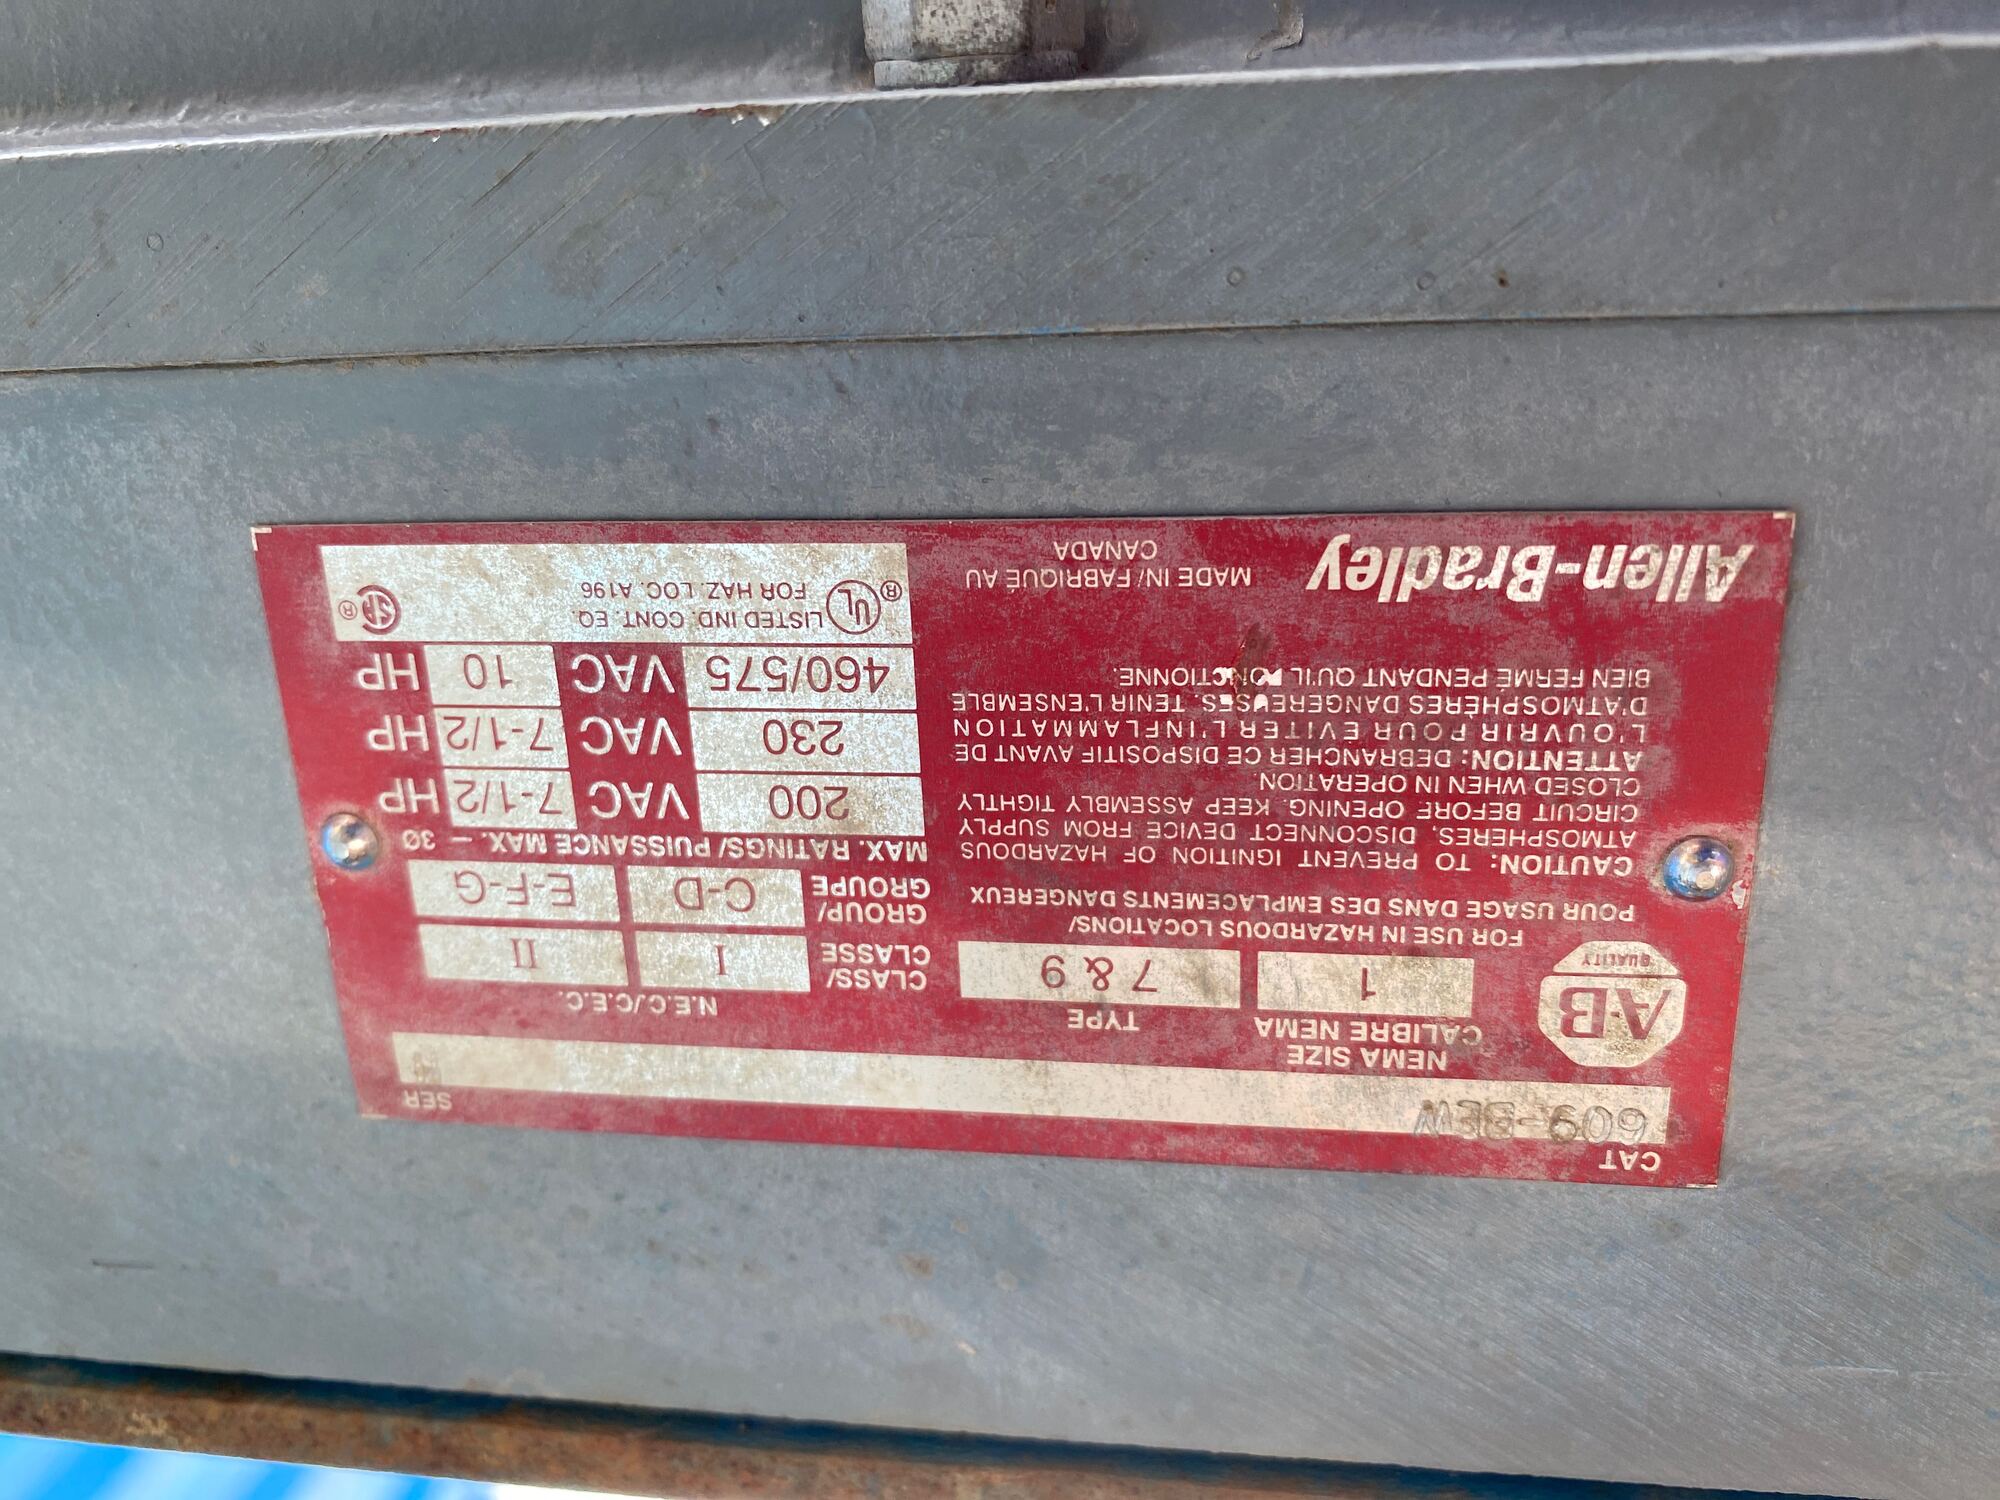 CAT
SER
609-BEW
A-B
QUALITY
NEMA SIZE
CALIBRE NEMA
1
TYPE
7 & 9
FOR USE IN HAZARDOUS LOCATIONS/
POUR USAGE DANS DES EMPLACEMENTS DANGEREUX
CAUTION: TO PREVENT IGNITION OF HAZARDOUS
ATMOSPHERES, DISCONNECT DEVICE FROM SUPPLY
CIRCUIT BEFORE OPENING. KEEP ASSEMBLY TIGHTLY
CLOSED WHEN IN OPERATION
ATTENTION: DEBRANCHER CE DISPOSITIF AVANT DE
L'OUVRIR POUR ÉVITER L'INFLAMMATION
D'ATMOSPHÈRES DANGEREUSES. TENIR L'ENSEMBLE
BIEN FERMÉ PENDANT QU'IL FONCTIONNE.
Allen-Bradley
MADE IN/FABRIQUÉ AU
CANADA
N.E.C./C.E.C.
CLASS/
CLASSE
I
II
GROUP/
GROUPE
C-D
E-F-G
MAX. RATINGS/ PUISSANCE MAX. — 3Ø
200 VAC 7-1/2 HP
230 VAC 7-1/2 HP
460/575 VAC 10 HP
UL ® LISTED IND. CONT. EQ.
FOR HAZ. LOC. A196
SA ®